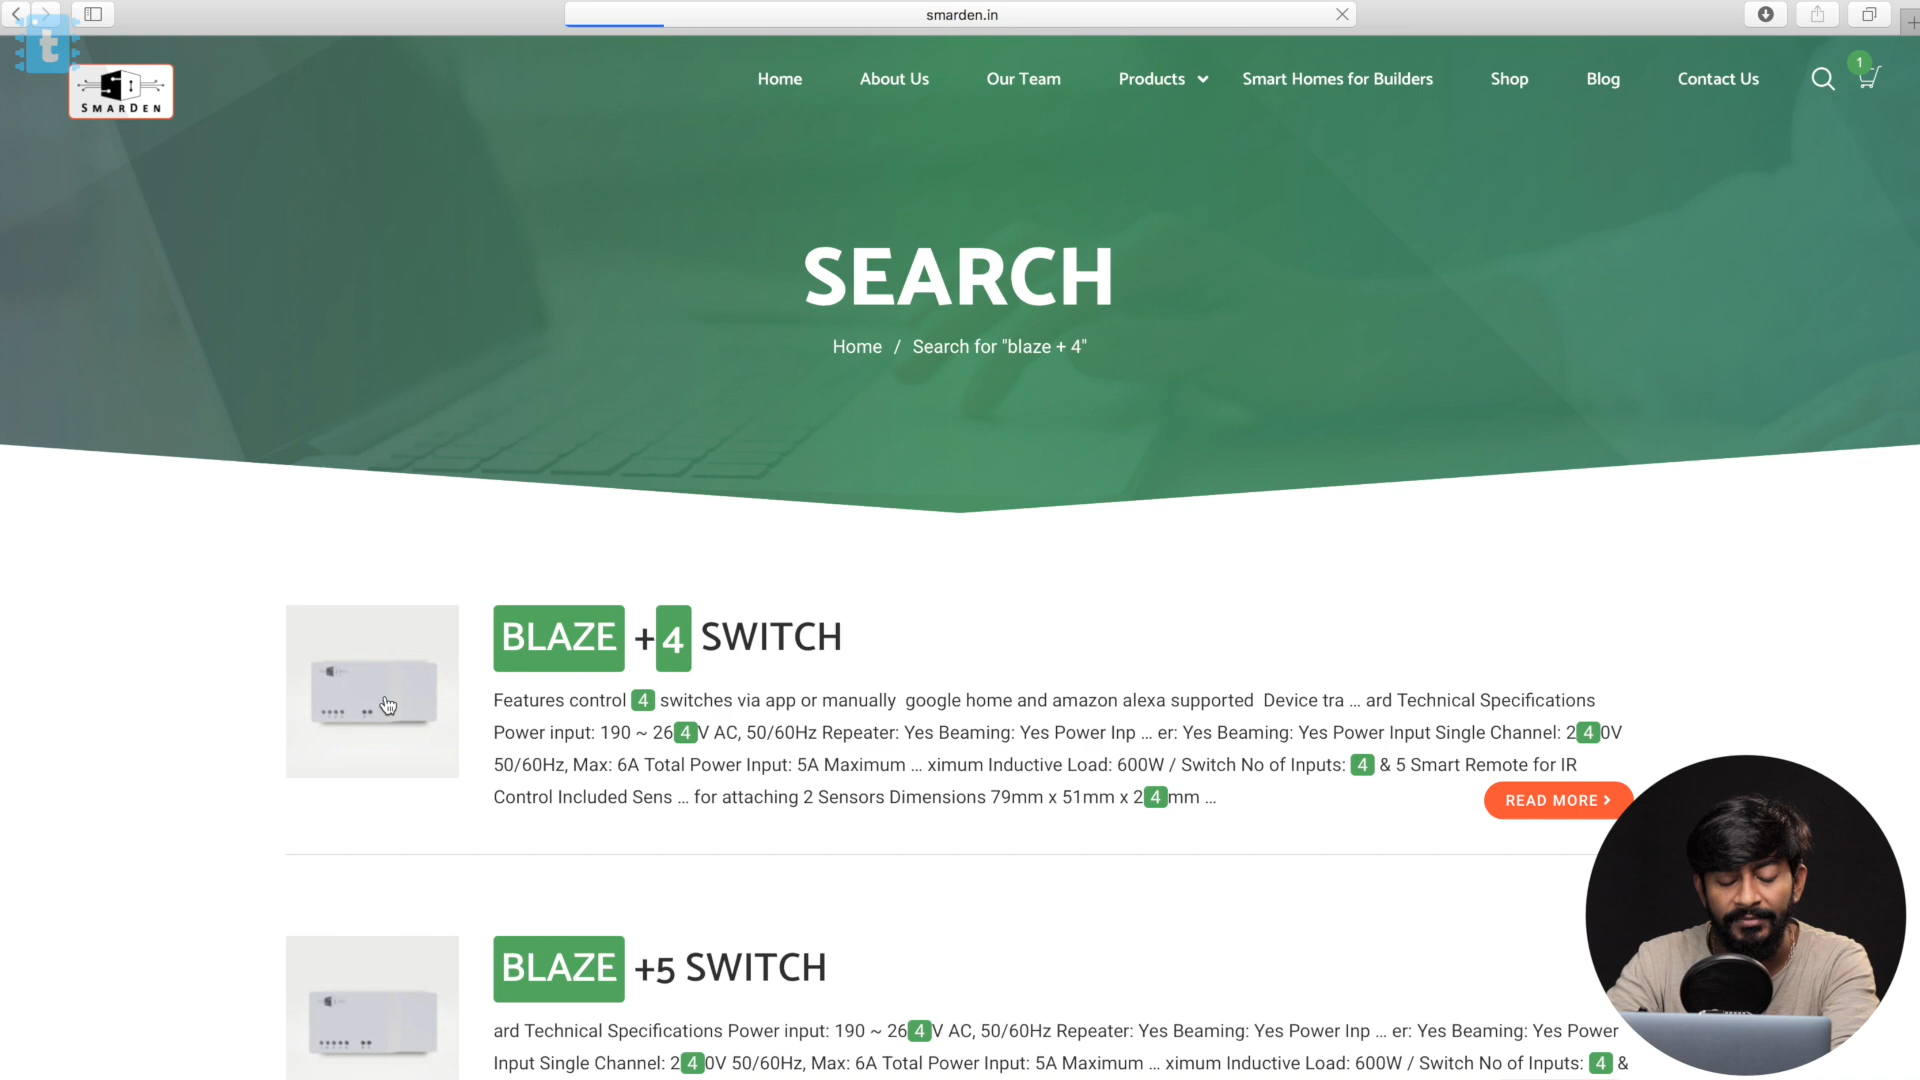 smarden.in
t
SMARDEN
Home About Us Our Team Products Smart Homes for Builders Shop Blog Contact Us 1
SEARCH
Home / Search for "blaze + 4"
BLAZE +4 SWITCH
Features control 4 switches via app or manually google home and amazon alexa supported Device tra ... ard Technical Specifications
Power input: 190 ~ 264V AC, 50/60Hz Repeater: Yes Beaming: Yes Power Inp ... er: Yes Beaming: Yes Power Input Single Channel: 240V
50/60Hz, Max: 6A Total Power Input: 5A Maximum ... ximum Inductive Load: 600W / Switch No of Inputs: 4 & 5 Smart Remote for IR
Control Included Sens ... for attaching 2 Sensors Dimensions 79mm x 51mm x 24mm ...
READ MORE >
BLAZE +5 SWITCH
ard Technical Specifications Power input: 190 ~ 264V AC, 50/60Hz Repeater: Yes Beaming: Yes Power Inp ... er: Yes Beaming: Yes Power
Input Single Channel: 240V 50/60Hz, Max: 6A Total Power Input: 5A Maximum ... ximum Inductive Load: 600W / Switch No of Inputs: 4 &